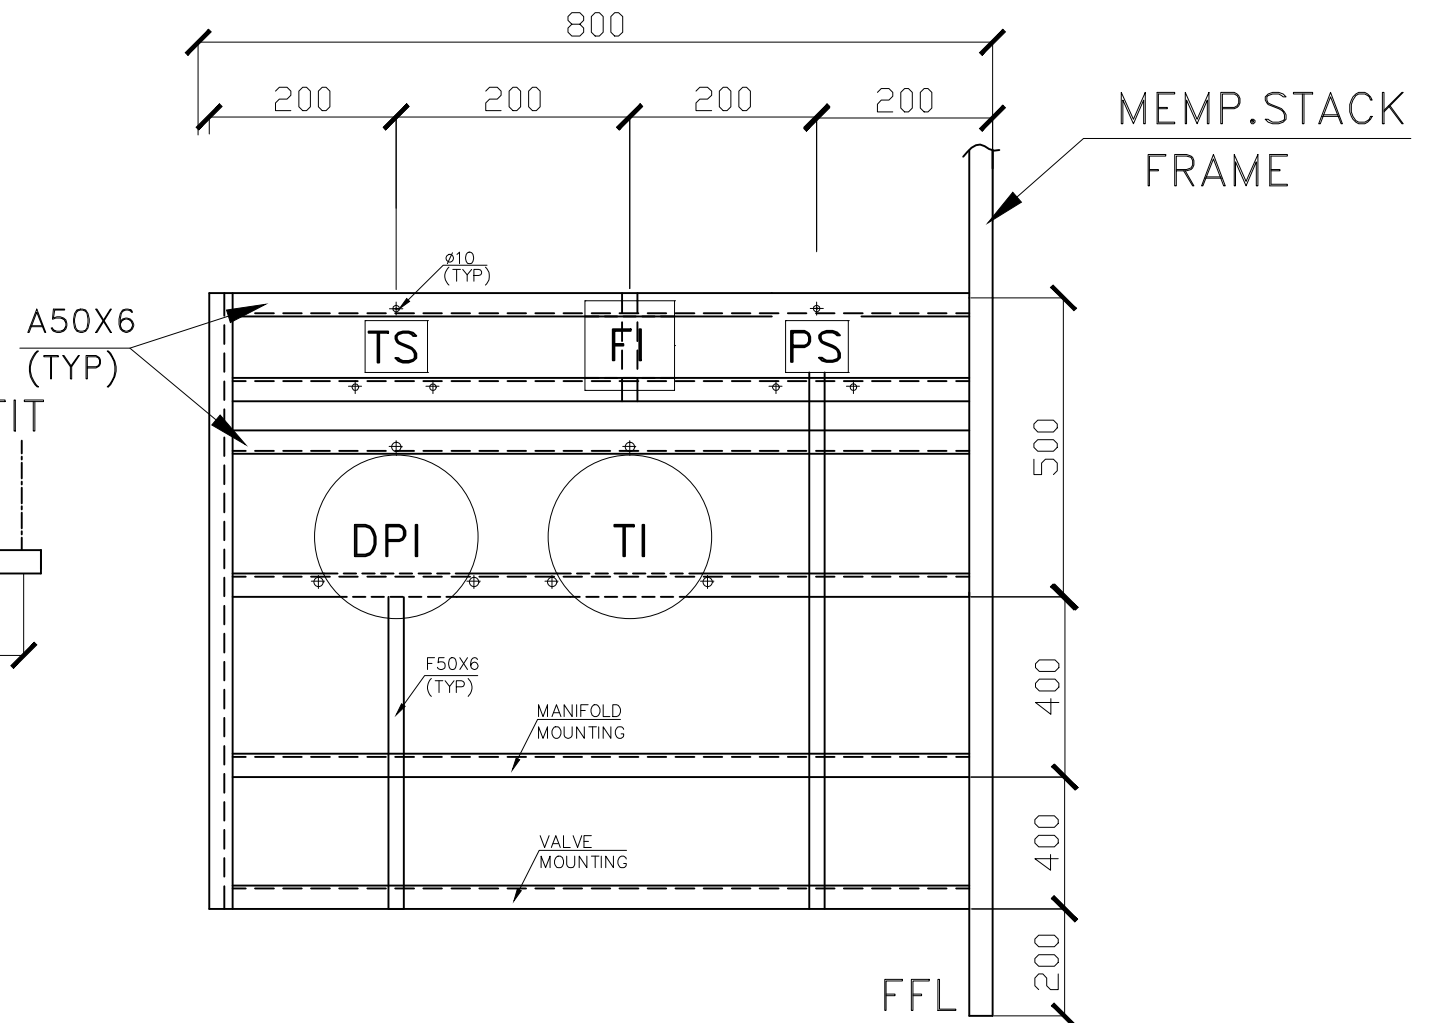 800
200
200
200
200
MEMP.STACK
FRAME
ø10
(TYP)
A50X6
(TYP)
TS
FI
PS
TIT
500
DPI
TI
F50X6
(TYP)
400
MANIFOLD
MOUNTING
400
VALVE
MOUNTING
200
FFL